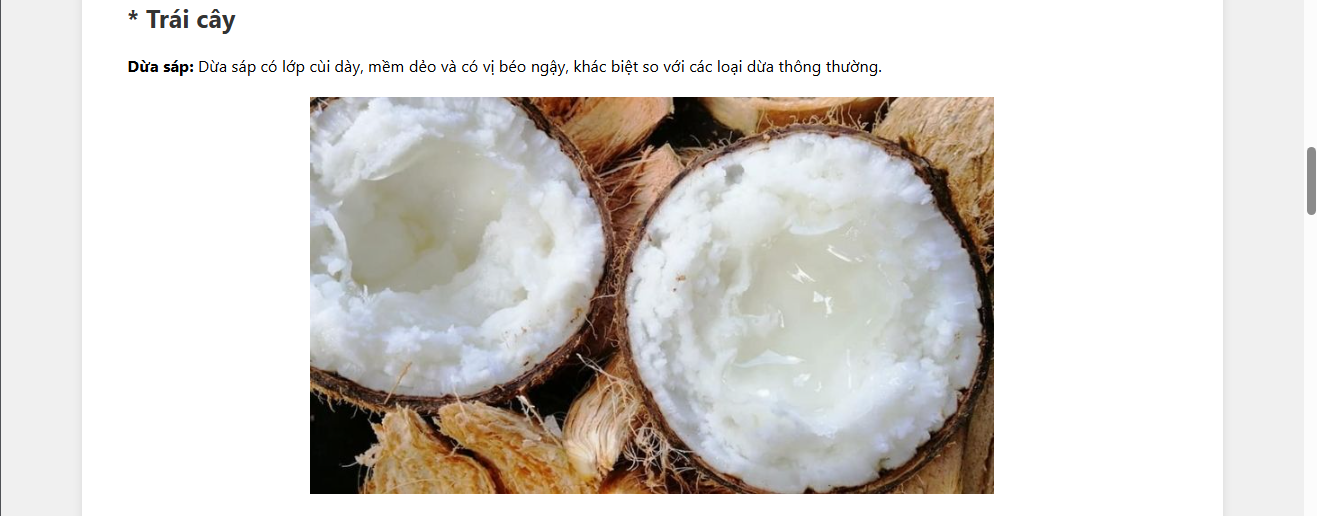 * Trái cây
Dừa sáp: Dừa sáp có lớp cùi dày, mềm dẻo và có vị béo ngậy, khác biệt so với các loại dừa thông thường.